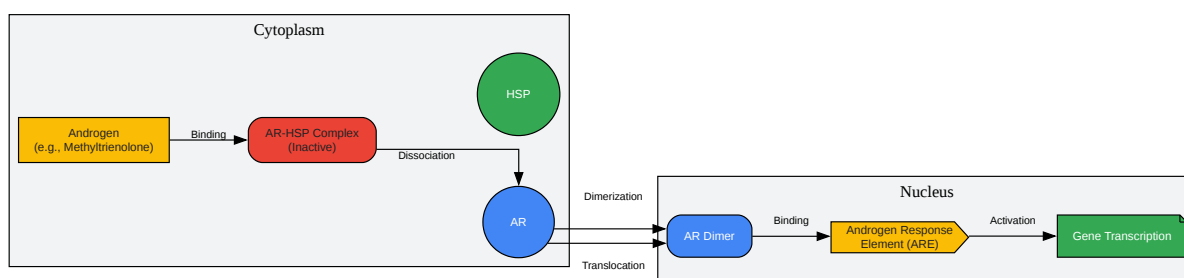 Cytoplasm
HSP
Androgen
(e.g., Methyltrienolone)
Binding
AR-HSP Complex
(Inactive)
Dissociation
AR
Dimerization
Translocation
Nucleus
AR Dimer
Binding
Androgen Response
Element (ARE)
Activation
Gene Transcription